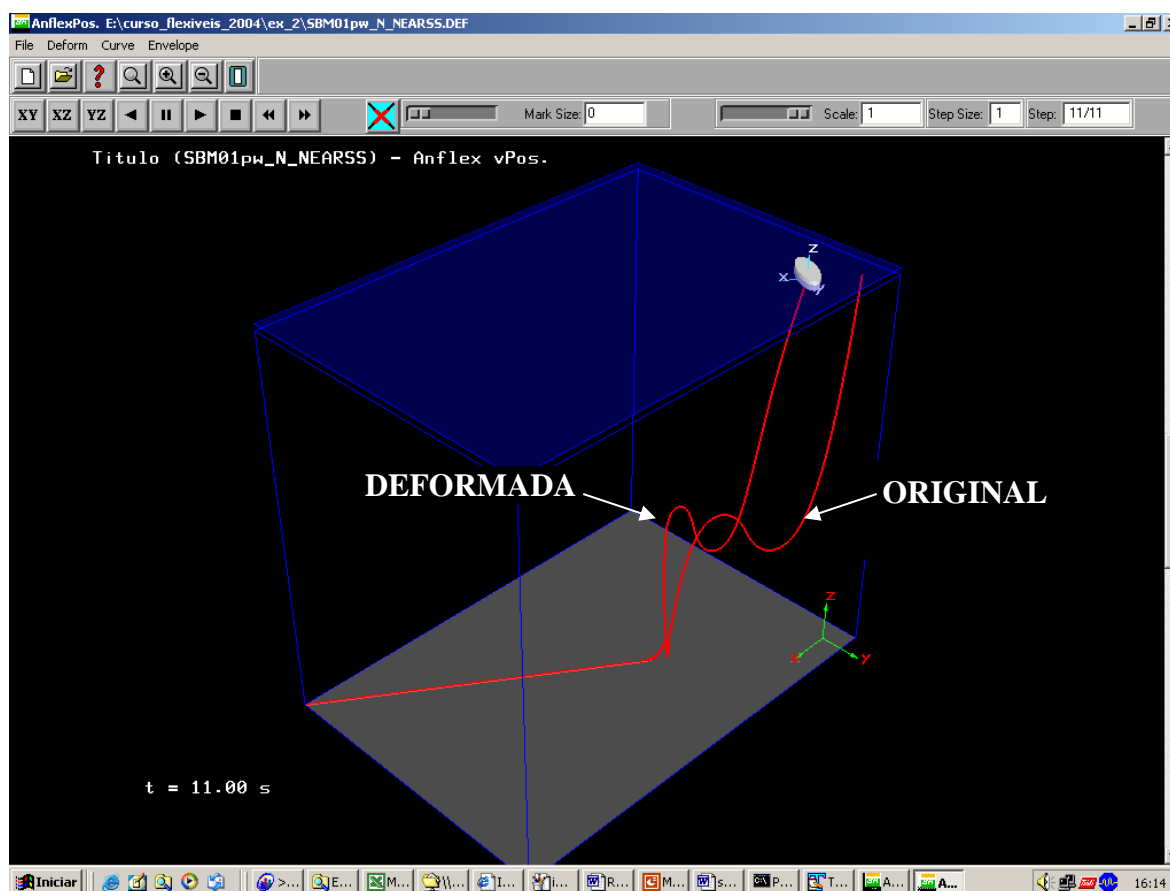 AnflexPos. E:\curso_flexiveis_2004\ex_2\SBM01pw_N_NEARSS.DEF
File Deform Curve Envelope
XY XZ YZ Mark Size: 0 Scale: 1 Step Size: 1 Step: 11/11
Titulo (SBM01pw_N_NEARSS) - Anflex vPos.
z
x
y
DEFORMADA
ORIGINAL
z
x
y
t = 11.00 s
Iniciar >... E... M... \\... I... i... R... M... s... P... T... A... A... 16:14